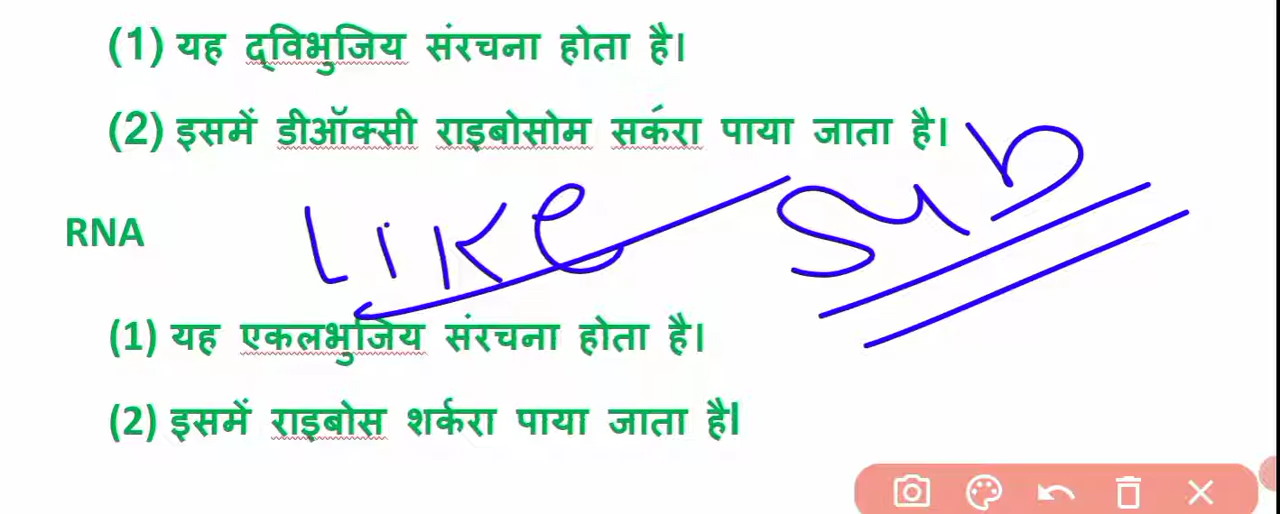 (1) यह द्विभुजिय संरचना होता है।
(2) इसमें डीऑक्सी राइबोसोम सर्करा पाया जाता है।
Like Sub
RNA
(1) यह एकलभुजिय संरचना होता है।
(2) इसमें राइबोस शर्करा पाया जाता हैl